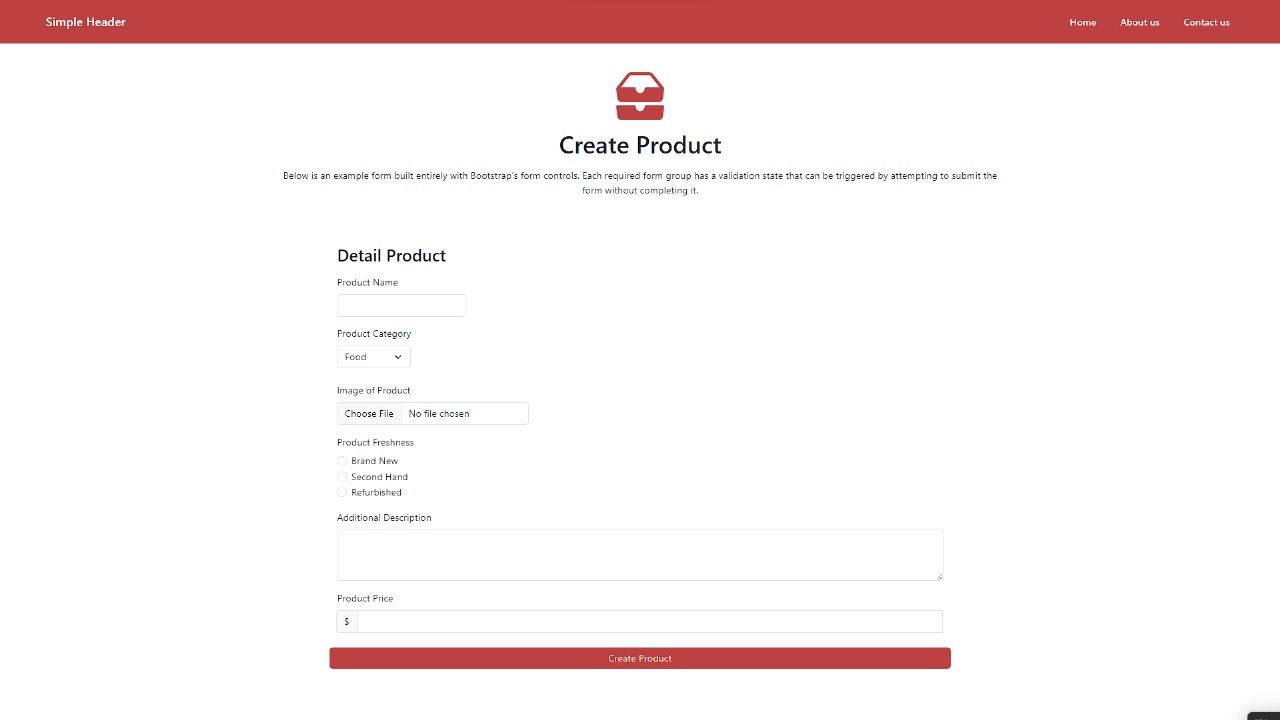 Simple Header
Home
About us
Contact us
Create Product
Below is an example form built entirely with Bootstrap's form controls. Each required form group has a validation state that can be triggered by attempting to submit the
form without completing it.
Detail Product
Product Name
Product Category
Food
Image of Product
Choose File
No file chosen
Product Freshness
Brand New
Second Hand
Refurbished
Additional Description
Product Price
$
Create Product